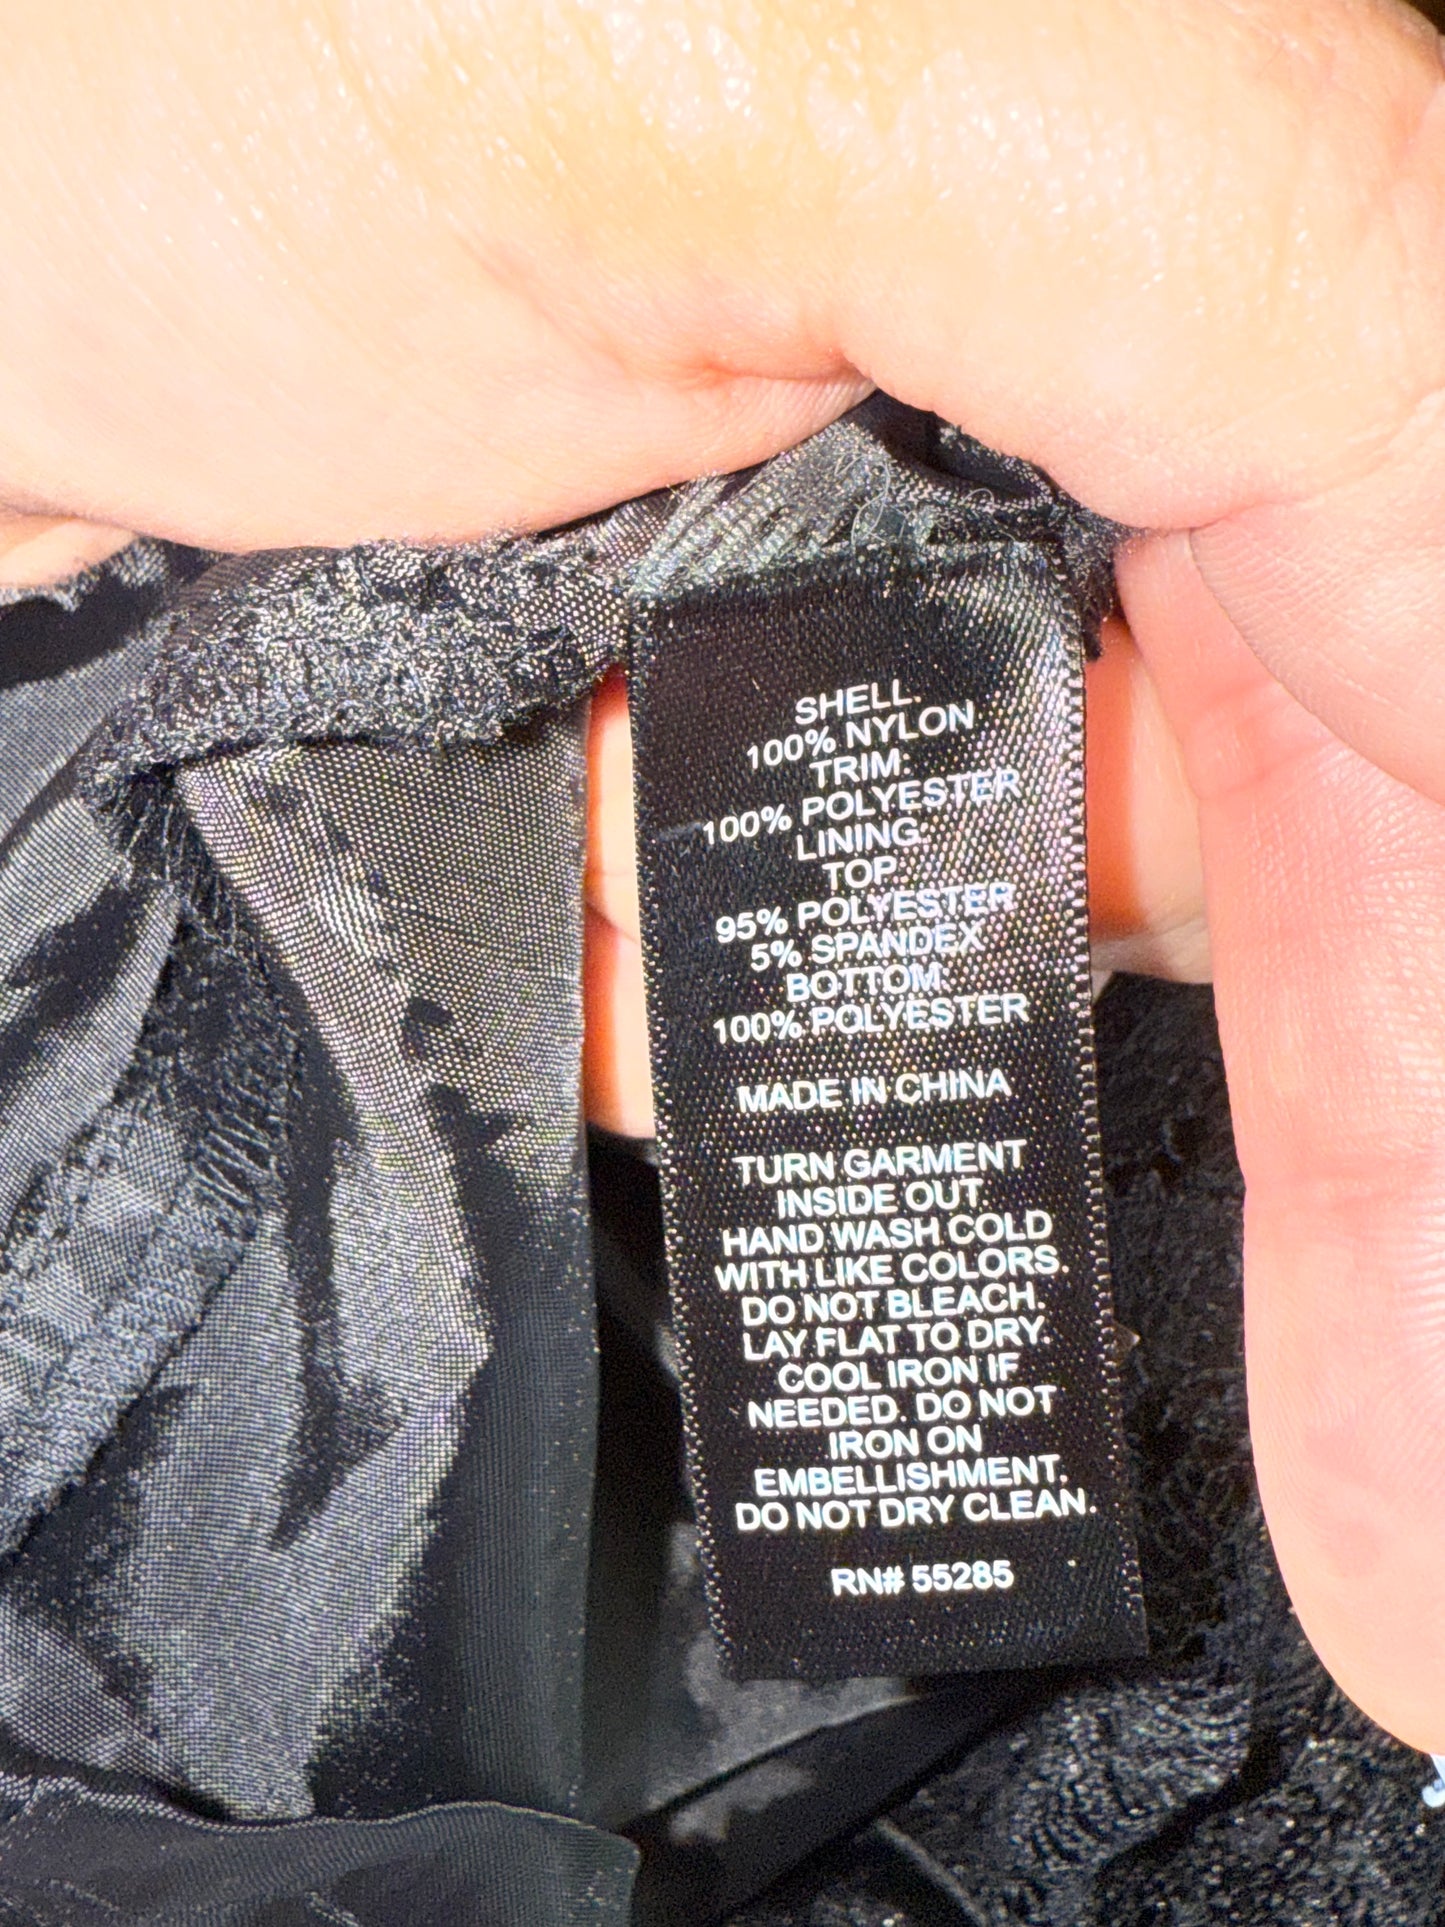 SHELL:
100% NYLON
TRIM:
100% POLYESTER
LINING:
TOP
95% POLYESTER
5% SPANDEX
BOTTOM:
100% POLYESTER
MADE IN CHINA
TURN GARMENT
INSIDE OUT.
HAND WASH COLD
WITH LIKE COLORS.
DO NOT BLEACH.
LAY FLAT TO DRY.
COOL IRON IF
NEEDED. DO NOT
IRON ON
EMBELLISHMENT.
DO NOT DRY CLEAN.
RN# 55285